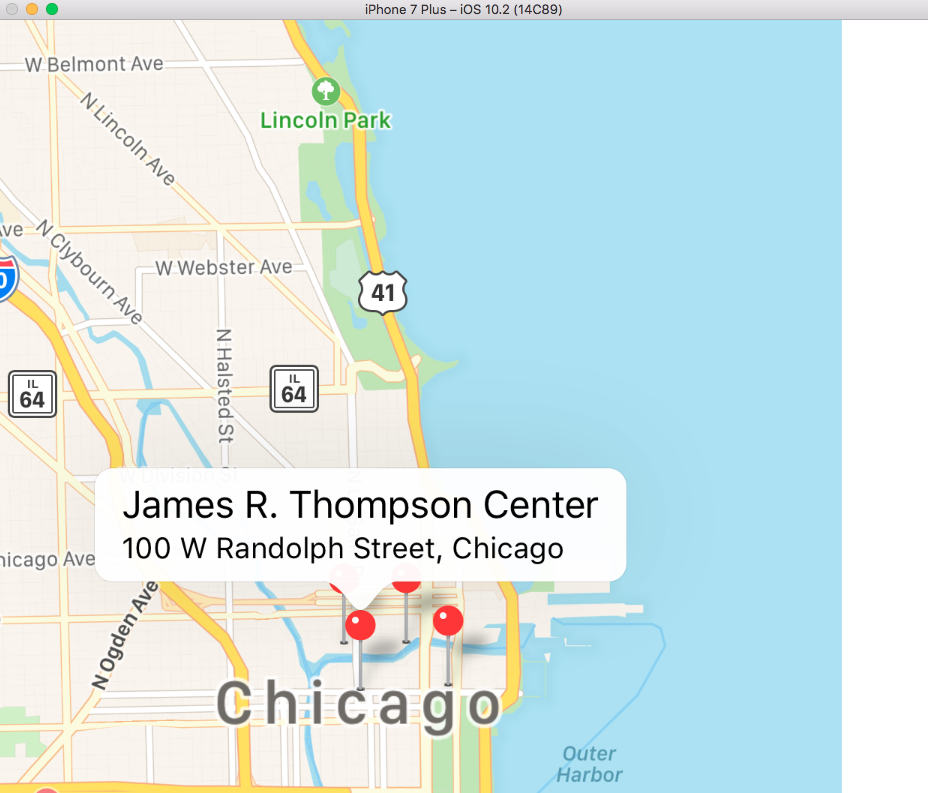 iPhone 7 Plus – iOS 10.2 (14C89)
W Belmont Ave
N Lincoln Ave
Lincoln Park
Ave
N Clybourn Ave
W Webster Ave
41
N Halsted St
IL
64
IL
64
W Division St
James R. Thompson Center
100 W Randolph Street, Chicago
hicago Ave
N Ogden Ave
Chicago
Outer
Harbor